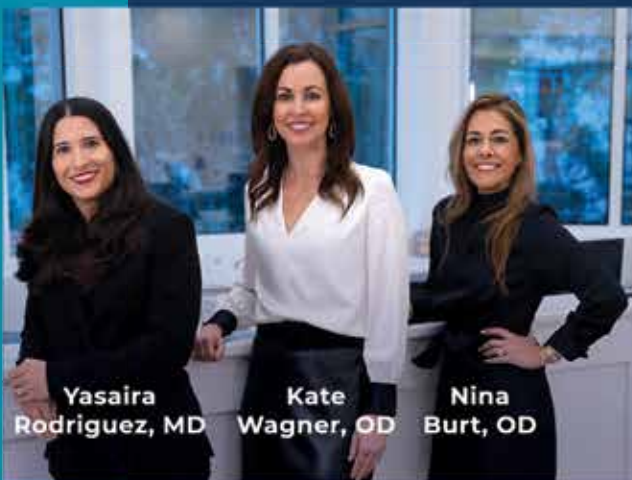 Yasaira
Rodriguez, MD
Kate
Wagner, OD
Nina
Burt, OD